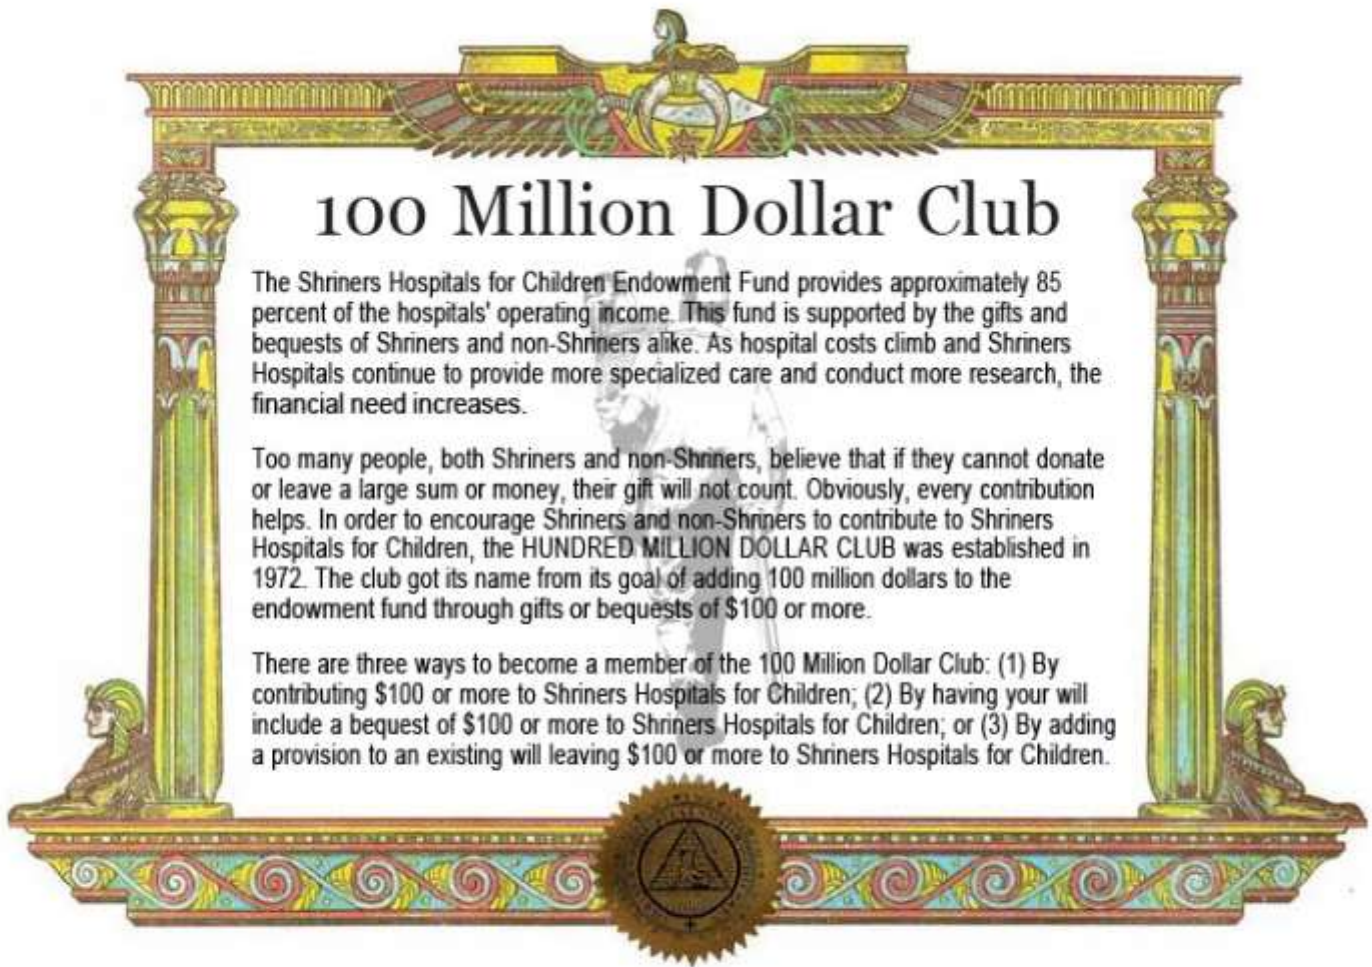 100 Million Dollar Club
The Shriners Hospitals for Children Endowment Fund provides approximately 85
percent of the hospitals' operating income. This fund is supported by the gifts and
bequests of Shriners and non-Shriners alike. As hospital costs climb and Shriners
Hospitals continue to provide more specialized care and conduct more research, the
financial need increases.
Too many people, both Shriners and non-Shriners, believe that if they cannot donate
or leave a large sum or money, their gift will not count. Obviously, every contribution
helps. In order to encourage Shriners and non-Shriners to contribute to Shriners
Hospitals for Children, the HUNDRED MILLION DOLLAR CLUB was established in
1972. The club got its name from its goal of adding 100 million dollars to the
endowment fund through gifts or bequests of $100 or more.
There are three ways to become a member of the 100 Million Dollar Club: (1) By
contributing $100 or more to Shriners Hospitals for Children; (2) By having your will
include a bequest of $100 or more to Shriners Hospitals for Children; or (3) By adding
a provision to an existing will leaving $100 or more to Shriners Hospitals for Children.